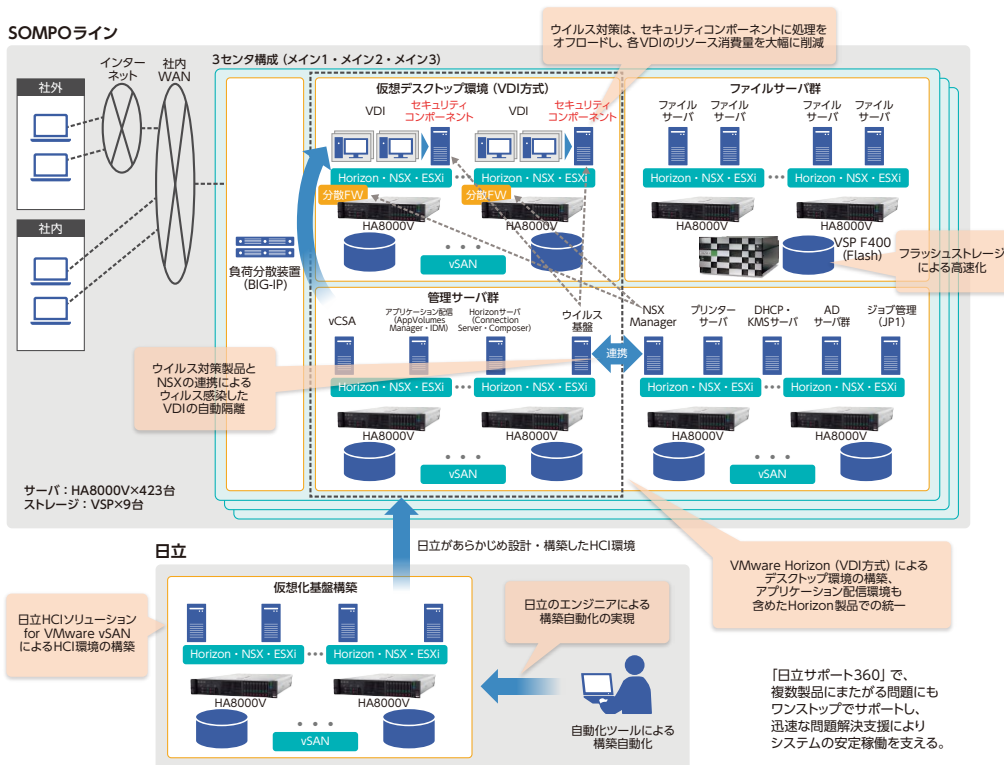 SOMPOライン
ウイルス対策は、セキュリティコンポーネントに処理を
オフロードし、各VDIのリソース消費量を大幅に削減
社外
社内
インター
ネット
社内
WAN
3センタ構成（メイン1・メイン2・メイン3）
負荷分散装置
（BIG-IP）
仮想デスクトップ環境（VDI方式）
VDI
セキュリティ
コンポーネント
VDI
セキュリティ
コンポーネント
Horizon・NSX・ESXi
Horizon・NSX・ESXi
分散FW
分散FW
HA8000V
HA8000V
vSAN
ファイルサーバ群
ファイル
サーバ
ファイル
サーバ
ファイル
サーバ
ファイル
サーバ
Horizon・NSX・ESXi
Horizon・NSX・ESXi
HA8000V
HA8000V
VSP F400
（Flash）
フラッシュストレージ
による高速化
管理サーバ群
vCSA
アプリケーション配信
（AppVolumes
Manager・IDM）
Horizonサーバ
（Connection
Server・Composer）
ウイルス
基盤
連携
NSX
Manager
プリンター
サーバ
DHCP・
KMSサーバ
AD
サーバ群
ジョブ管理
（JP1）
Horizon・NSX・ESXi
Horizon・NSX・ESXi
Horizon・NSX・ESXi
Horizon・NSX・ESXi
HA8000V
HA8000V
HA8000V
HA8000V
vSAN
vSAN
ウイルス対策製品と
NSXの連携による
ウィルス感染した
VDIの自動隔離
サーバ：HA8000V×423台
ストレージ：VSP×9台
日立
日立があらかじめ設計・構築したHCI環境
VMware Horizon（VDI方式）による
デスクトップ環境の構築、
アプリケーション配信環境も
含めたHorizon製品での統一
仮想化基盤構築
Horizon・NSX・ESXi
Horizon・NSX・ESXi
HA8000V
HA8000V
vSAN
日立HCIソリューション
for VMware vSAN
によるHCI環境の構築
日立のエンジニアによる
構築自動化の実現
自動化ツールによる
構築自動化
「日立サポート360」で、
複数製品にまたがる問題にも
ワンストップでサポートし、
迅速な問題解決支援により
システムの安定稼働を支える。